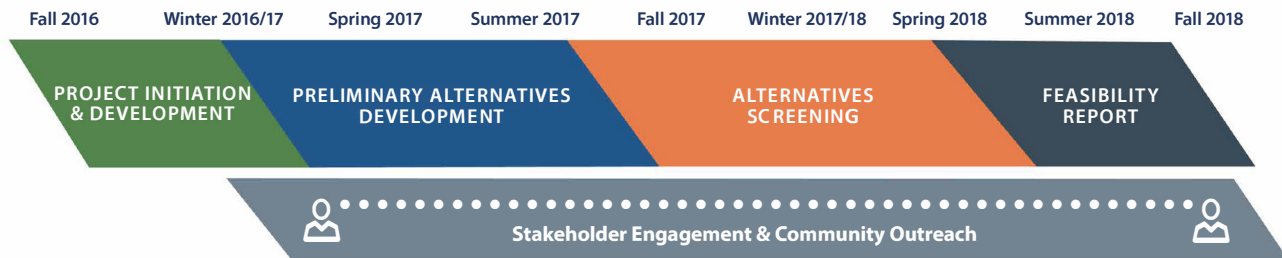 Fall 2016 Winter 2016/17 Spring 2017 Summer 2017 Fall 2017 Winter 2017/18 Spring 2018 Summer 2018 Fall 2018
PROJECT INITIATION
& DEVELOPMENT
PRELIMINARY ALTERNATIVES
DEVELOPMENT
ALTERNATIVES
SCREENING
FEASIBILITY
REPORT
Stakeholder Engagement & Community Outreach